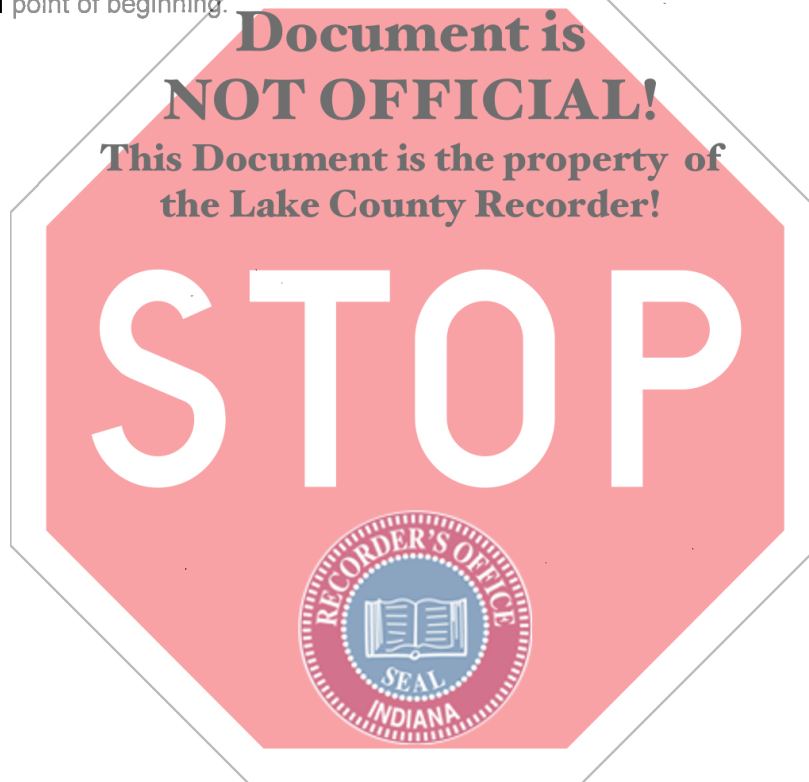 point of beginning.
Document is
NOT OFFICIAL!
This Document is the property of
the Lake County Recorder!
STOP
RECORDER'S OFFICE
SEAL
INDIANA